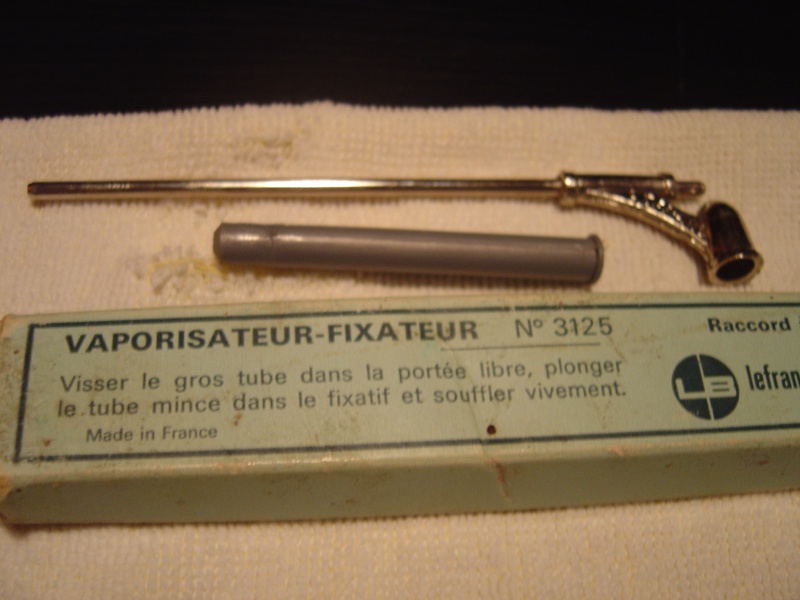 VAPORISATEUR-FIXATEUR N° 3125
Raccord
Visser le gros tube dans la portée libre, plonger
le tube mince dans le fixatif et souffler vivement.
Made in France
LB lefran